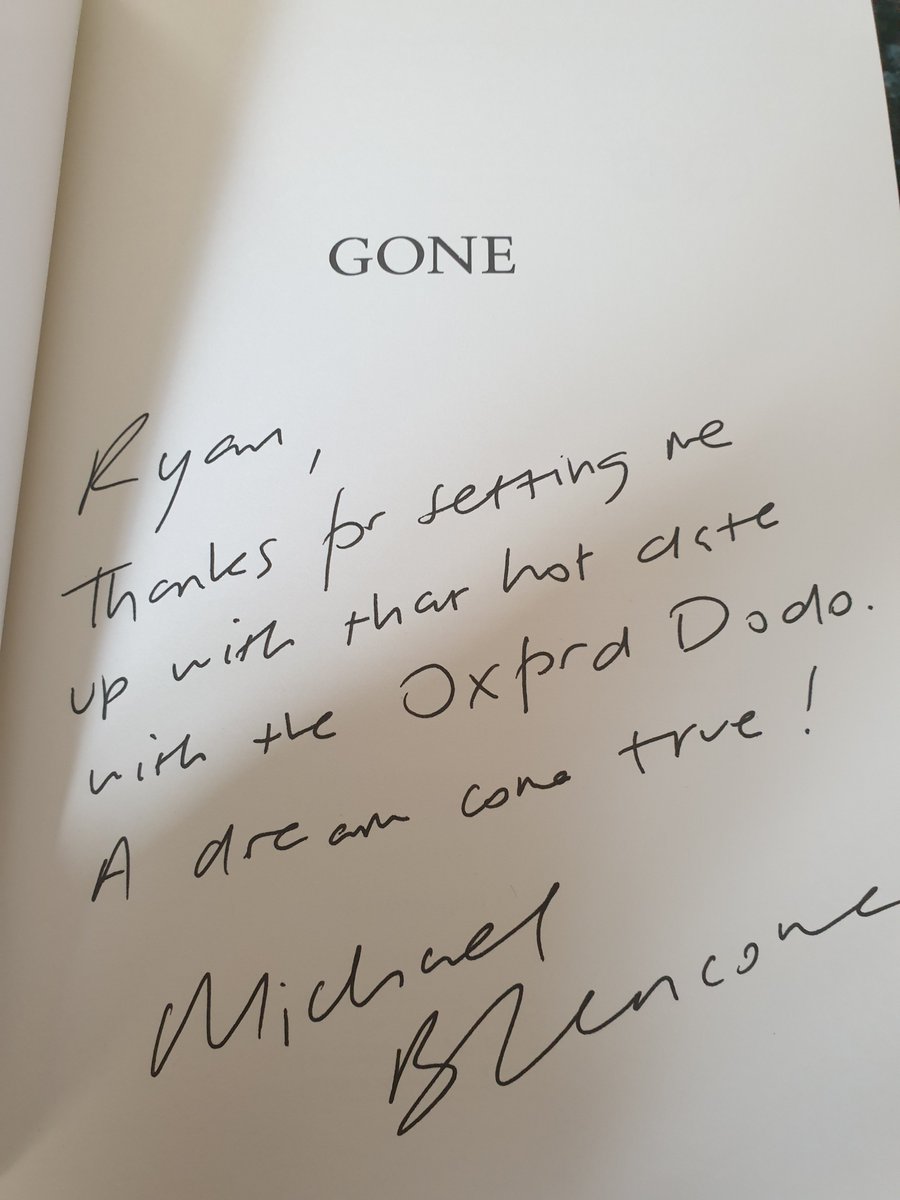 GONE
Ryan,
Thanks for setting me
up with that hot date
with the Oxford Dodo.
A dream come true!
Michael
Blencowe